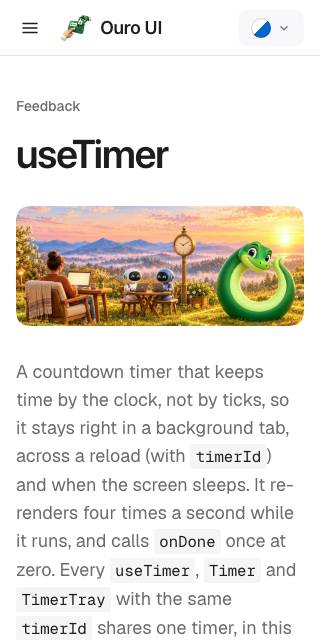 Ouro UI
Feedback
useTimer
A countdown timer that keeps
time by the clock, not by ticks, so
it stays right in a background tab,
across a reload (with timerId)
and when the screen sleeps. It re-
renders four times a second while
it runs, and calls onDone once at
zero. Every useTimer, Timer and
TimerTray with the same
timerId shares one timer, in this